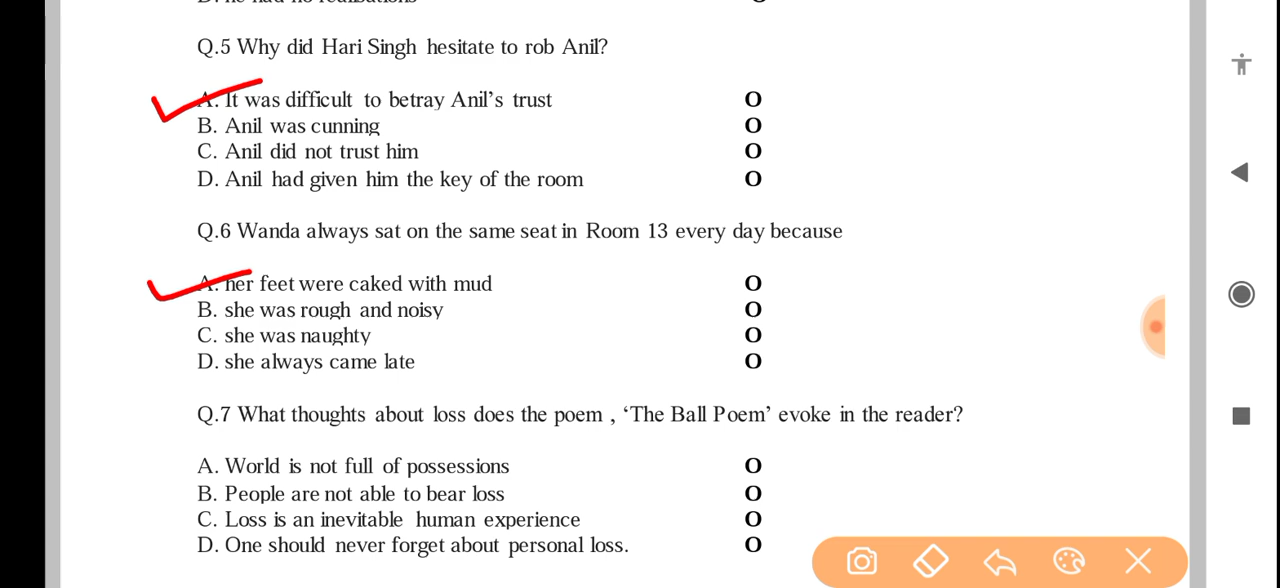 D. he had no realisations O
Q.5 Why did Hari Singh hesitate to rob Anil?
A. It was difficult to betray Anil's trust O
B. Anil was cunning O
C. Anil did not trust him O
D. Anil had given him the key of the room O
Q.6 Wanda always sat on the same seat in Room 13 every day because
A. her feet were caked with mud O
B. she was rough and noisy O
C. she was naughty O
D. she always came late O
Q.7 What thoughts about loss does the poem , ‘The Ball Poem’ evoke in the reader?
A. World is not full of possessions O
B. People are not able to bear loss O
C. Loss is an inevitable human experience O
D. One should never forget about personal loss. O